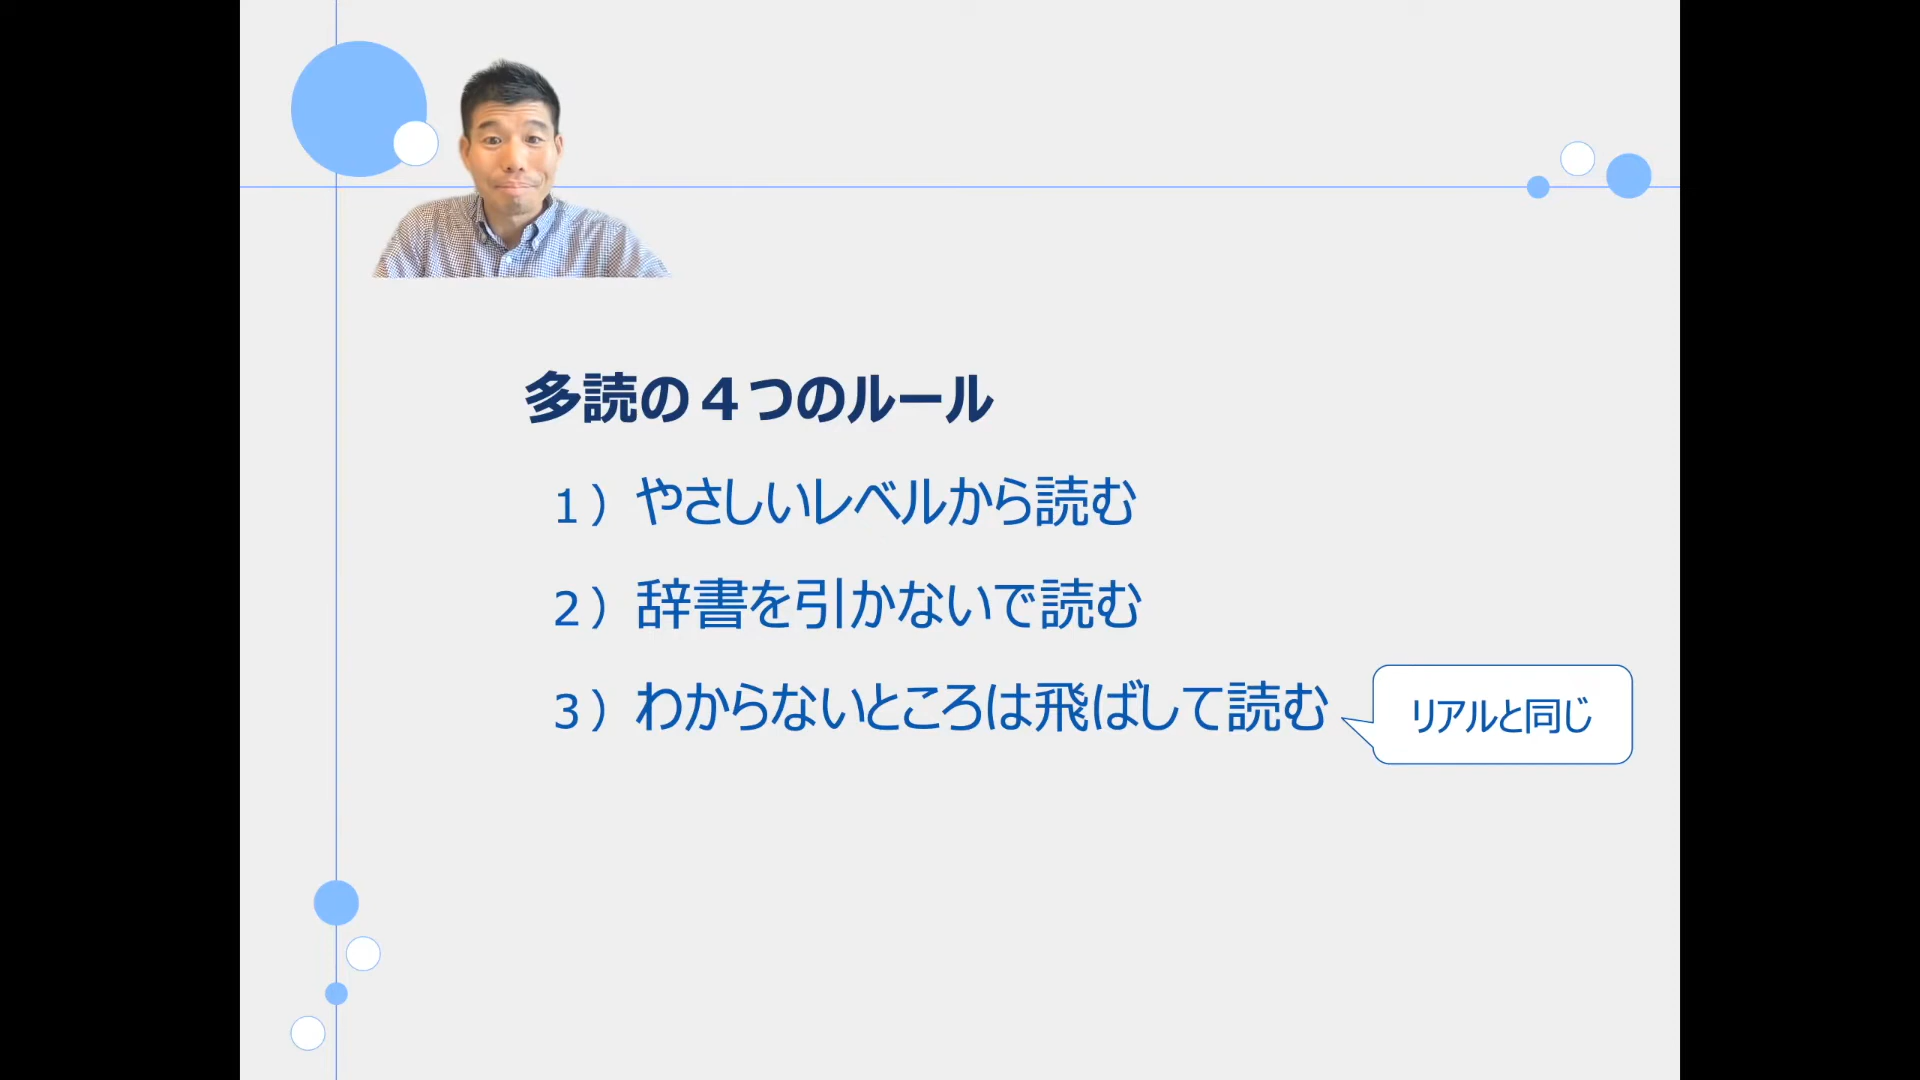 多読の４つのルール
１）やさしいレベルから読む
２）辞書を引かないで読む
３）わからないところは飛ばして読む
リアルと同じ